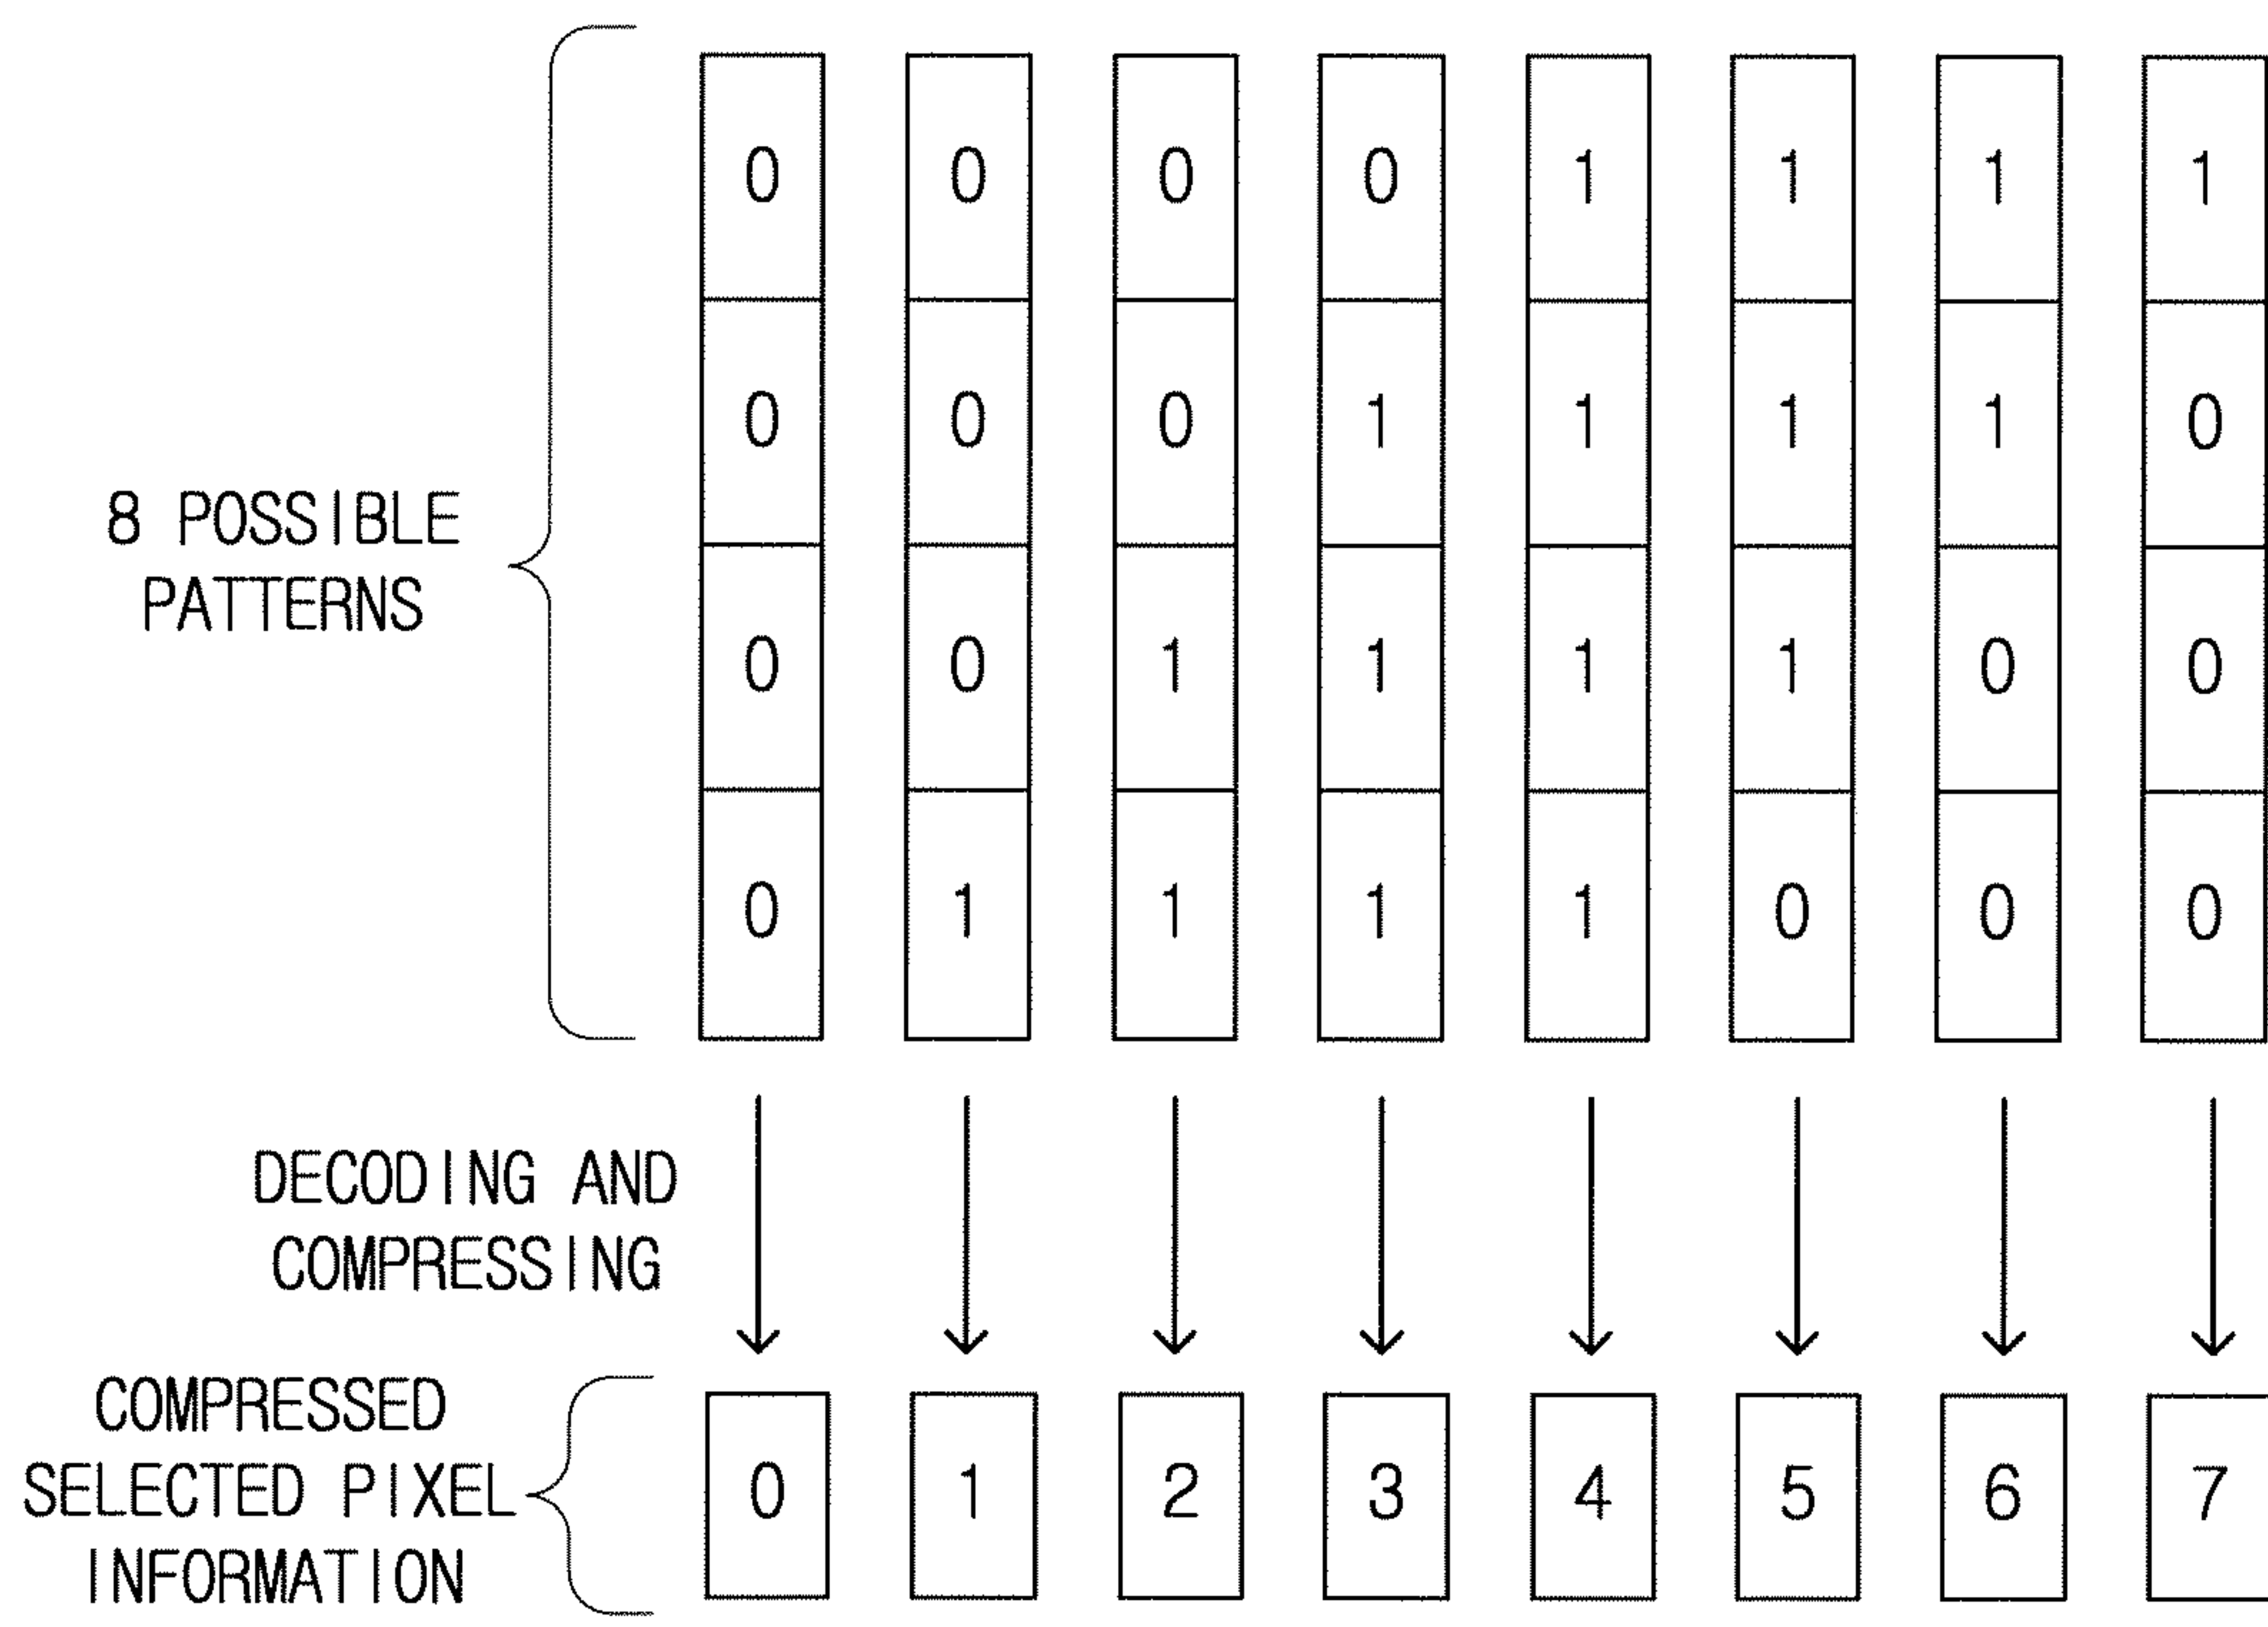 0 0 0 0 1 1 1 1
0 0 0 1 1 1 1 0
8 POSSIBLE
PATTERNS
0 0 1 1 1 1 0 0
0 1 1 1 1 0 0 0
DECODING AND
COMPRESSING
COMPRESSED
SELECTED PIXEL
INFORMATION
0 1 2 3 4 5 6 7